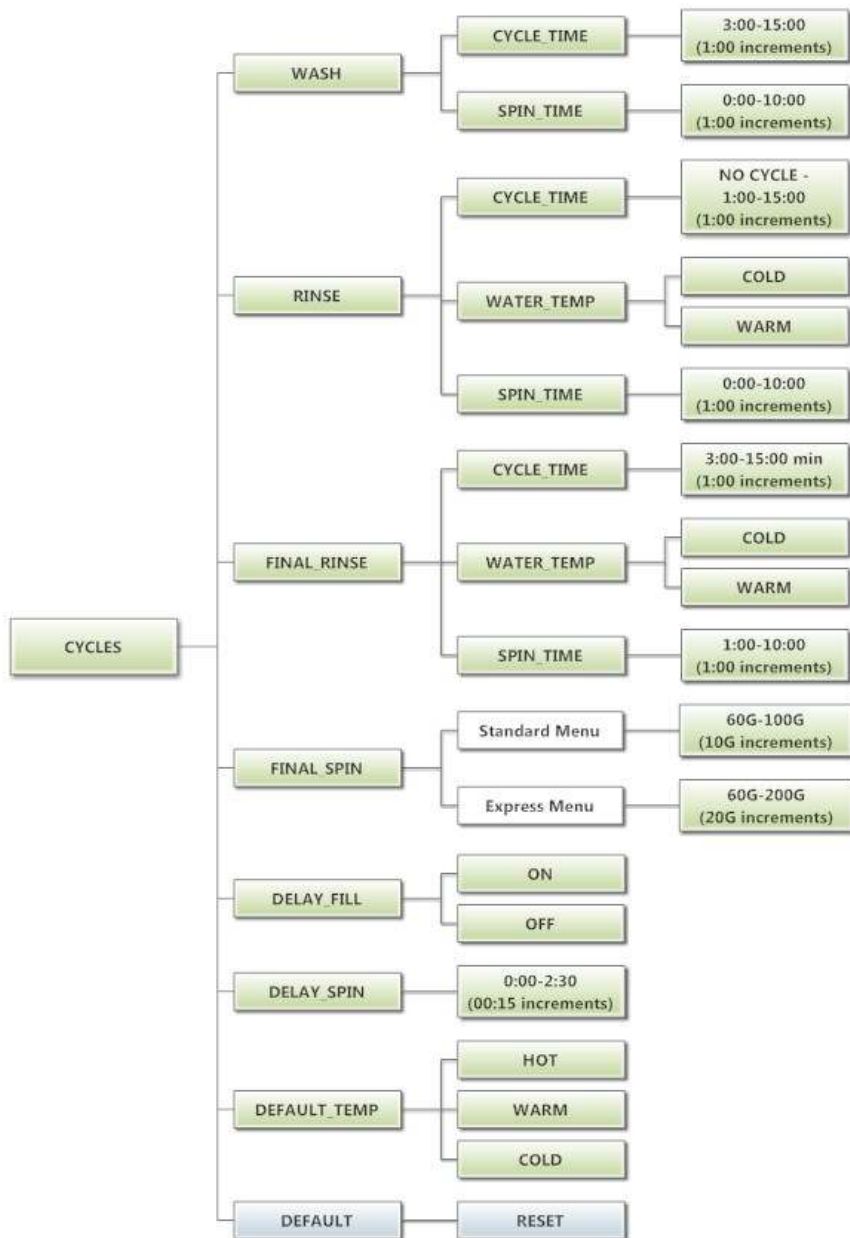 CYCLES
WASH
CYCLE_TIME
3:00-15:00
(1:00 increments)
SPIN_TIME
0:00-10:00
(1:00 increments)
RINSE
CYCLE_TIME
NO CYCLE -
1:00-15:00
(1:00 increments)
WATER_TEMP
COLD
WARM
SPIN_TIME
0:00-10:00
(1:00 increments)
FINAL_RINSE
CYCLE_TIME
3:00-15:00 min
(1:00 increments)
WATER_TEMP
COLD
WARM
SPIN_TIME
1:00-10:00
(1:00 increments)
FINAL_SPIN
Standard Menu
60G-100G
(10G increments)
Express Menu
60G-200G
(20G increments)
DELAY_FILL
ON
OFF
DELAY_SPIN
0:00-2:30
(00:15 increments)
DEFAULT_TEMP
HOT
WARM
COLD
DEFAULT
RESET